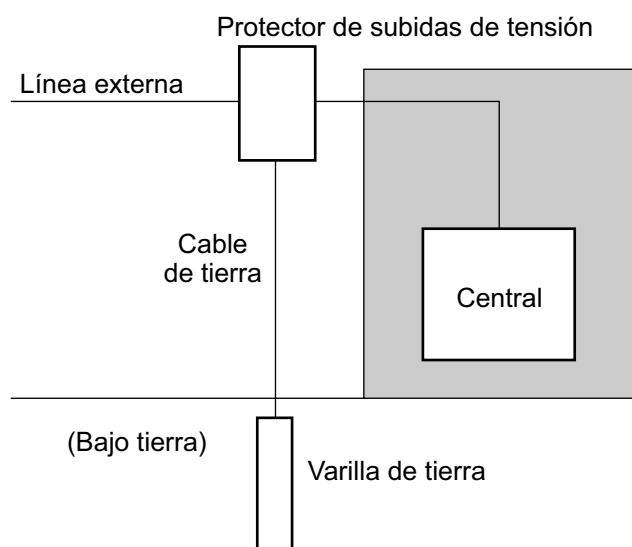 Protector de subidas de tensión
Línea externa
Cable
de tierra
Central
(Bajo tierra)
Varilla de tierra